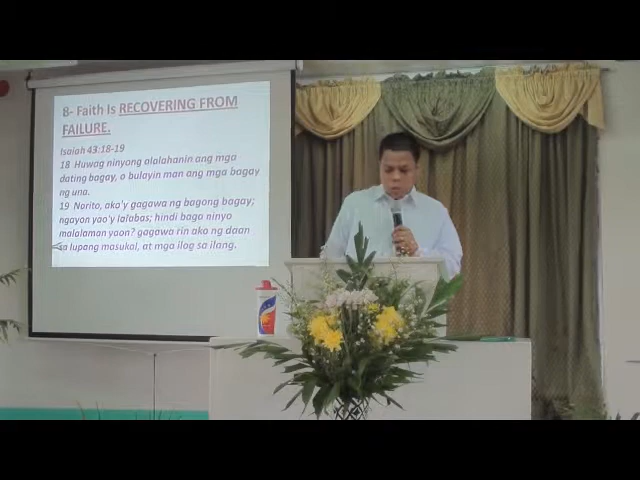 8- Faith Is RECOVERING FROM
FAILURE.
Isaiah 43:18-19
18 Huwag ninyong alalahanin ang mga
dating bagay, o bulayin man ang mga bagay
ng una.
19 Narito, ako'y gagawa ng bagong bagay;
ngayon yao'y lalabas; hindi baga ninyo
malalaman yaon? gagawa rin ako ng daan
sa lupang masukal, at mga ilog sa ilang.